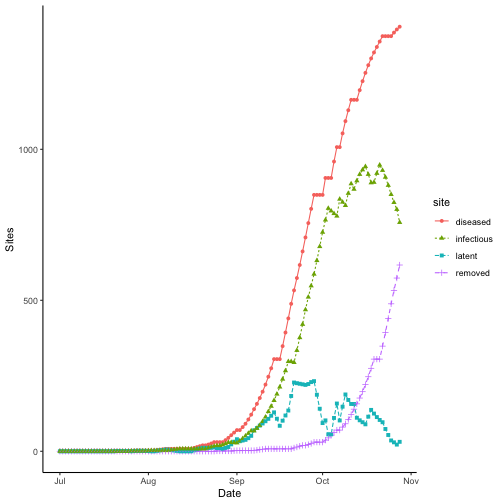 1000
500
0
Sites
Jul
Aug
Sep
Oct
Nov
Date
site
diseased
infectious
latent
removed